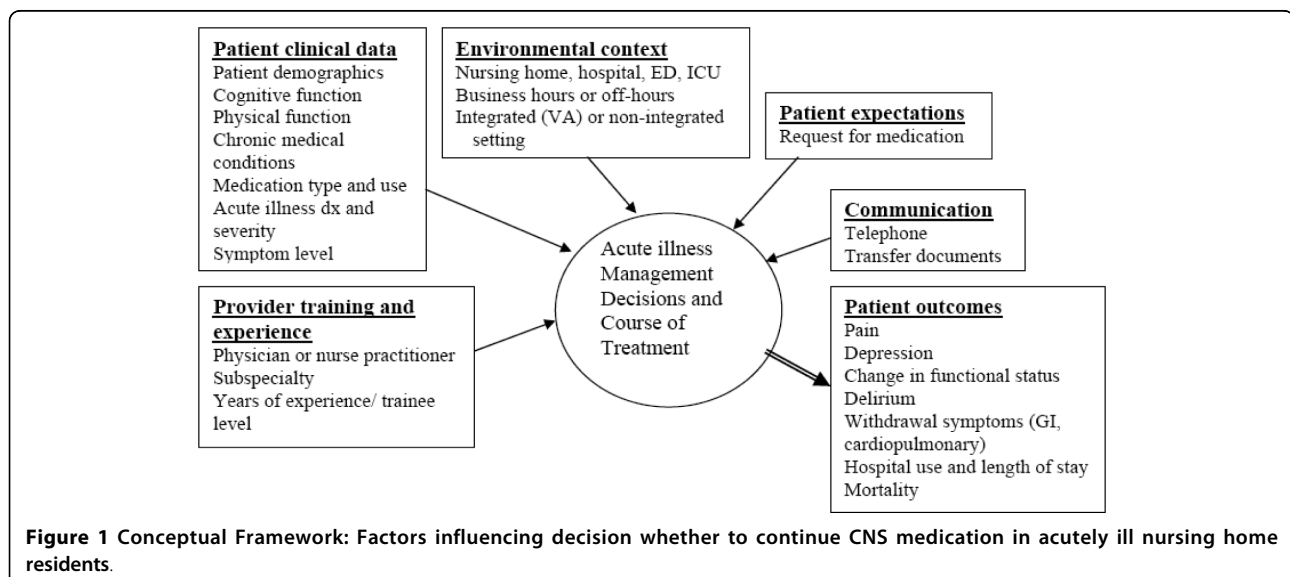 Patient clinical data
Patient demographics
Cognitive function
Physical function
Chronic medical
conditions
Medication type and use
Acute illness dx and
severity
Symptom level
Environmental context
Nursing home, hospital, ED, ICU
Business hours or off-hours
Integrated (VA) or non-integrated
setting
Patient expectations
Request for medication
Communication
Telephone
Transfer documents
Acute illness
Management
Decisions and
Course of
Treatment
Provider training and
experience
Physician or nurse practitioner
Subspecialty
Years of experience/ trainee
level
Patient outcomes
Pain
Depression
Change in functional status
Delirium
Withdrawal symptoms (GI,
cardiopulmonary)
Hospital use and length of stay
Mortality
Figure 1 Conceptual Framework: Factors influencing decision whether to continue CNS medication in acutely ill nursing home
residents.